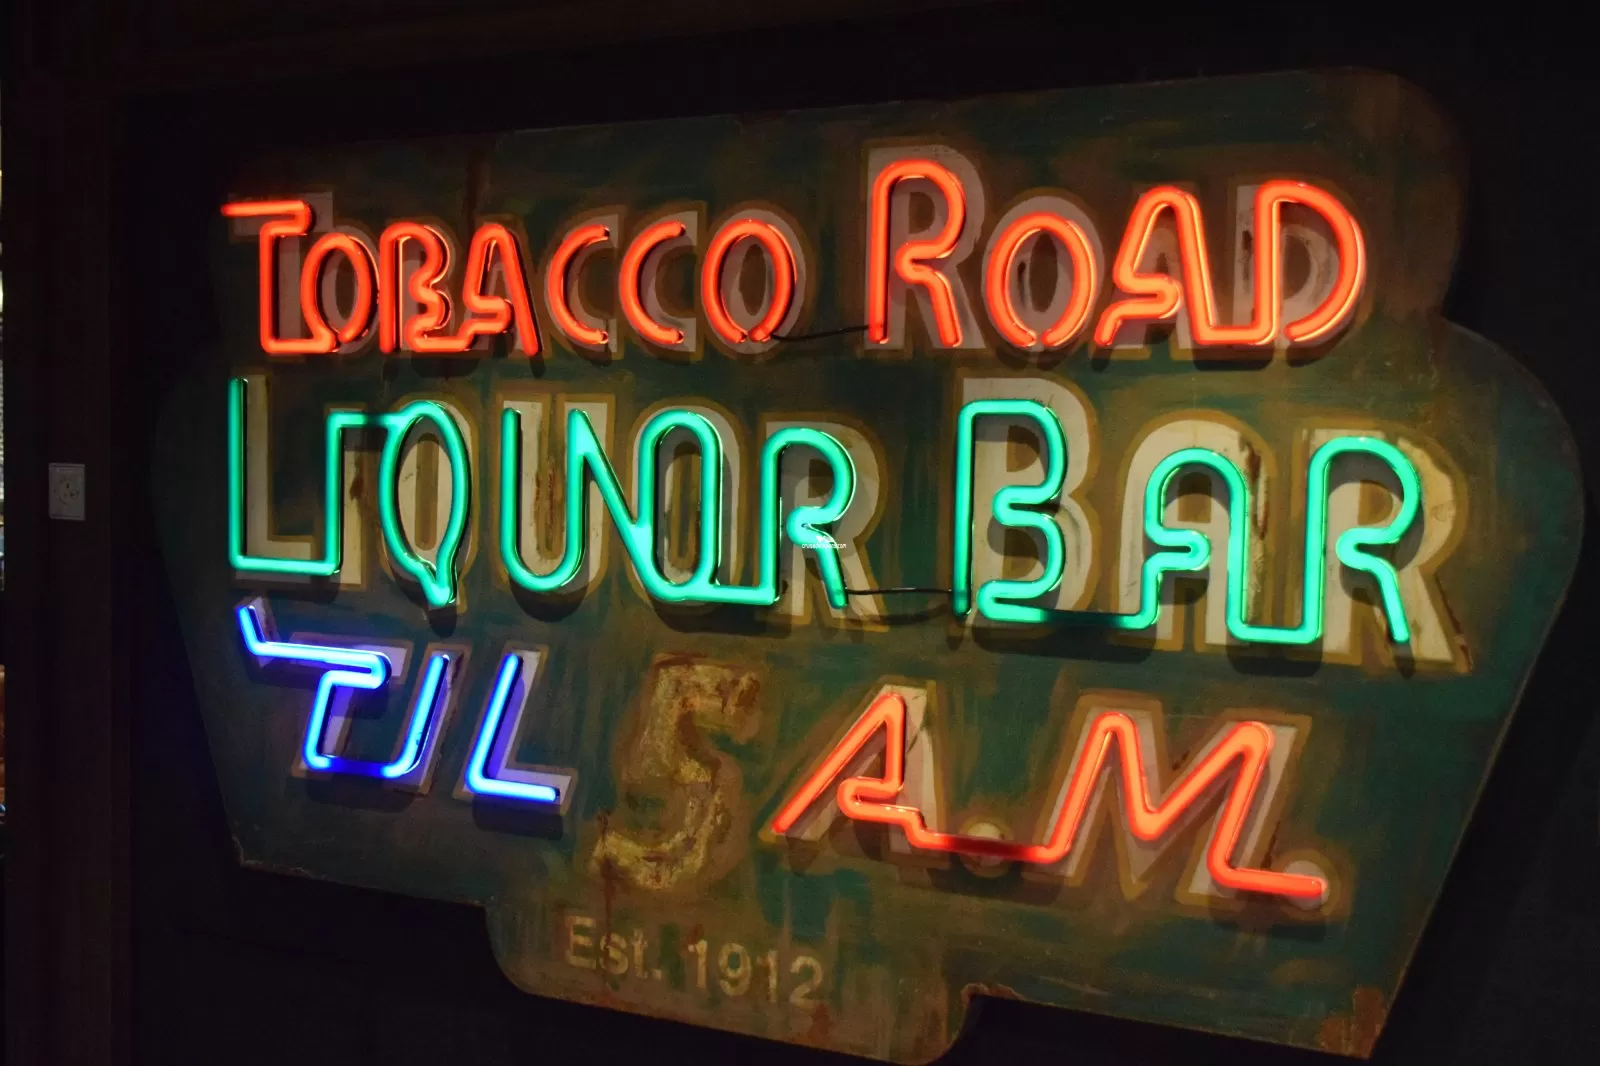 TOBACCO ROAD
LIQUOR BAR
'TIL 5 A.M.
Est. 1912